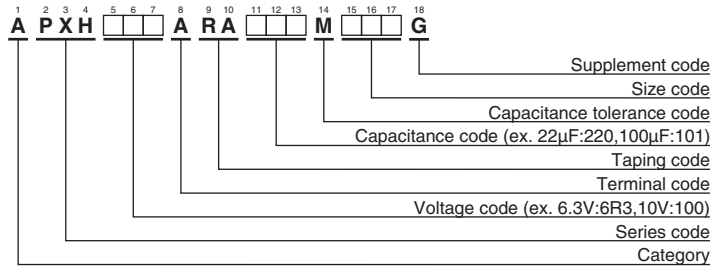 1 2 3 4 5 6 7 8 9 10 11 12 13 14 15 16 17 18
A PXH A RA M G
Supplement code
Size code
Capacitance tolerance code
Capacitance code (ex. 22μF:220,100μF:101)
Taping code
Terminal code
Voltage code (ex. 6.3V:6R3,10V:100)
Series code
Category